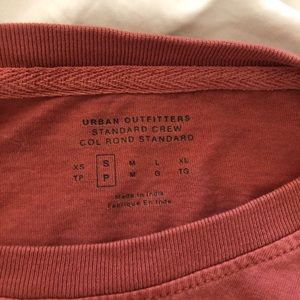 URBAN OUTFITTERS
STANDARD CREW
COL ROND STANDARD
XS S M L XL
TP P M G TG
Made in India
Fabriqué En Inde